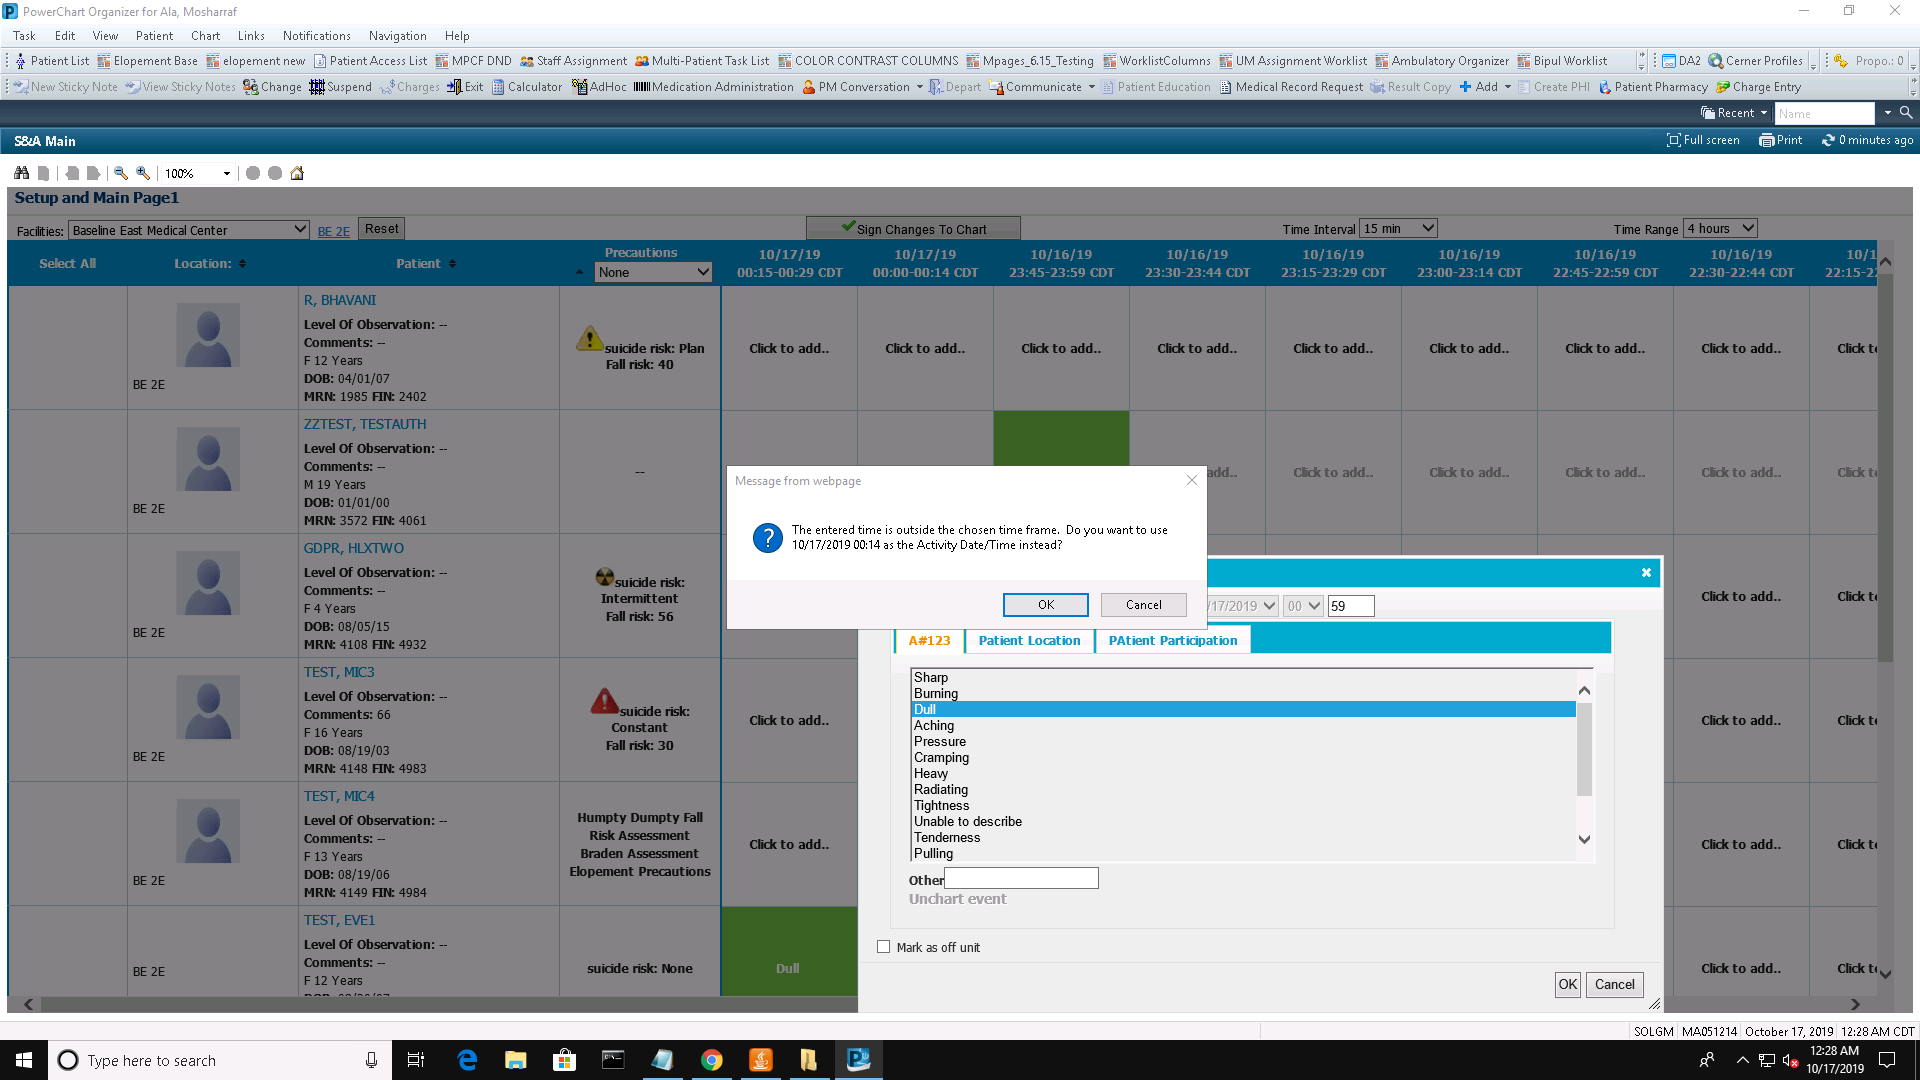 PowerChart Organizer for Ala, Mosharraf
Task Edit View Patient Chart Links Notifications Navigation Help
Patient List Elopement Base elopement new Patient Access List MPCF DND Staff Assignment Multi-Patient Task List COLOR CONTRAST COLUMNS Mpages_6.15_Testing WorklistColumns UM Assignment Worklist Ambulatory Organizer Bipul Worklist DA2 Cerner Profiles Propo.: 0
New Sticky Note View Sticky Notes Change Suspend Charges Exit Calculator AdHoc Medication Administration PM Conversation Depart Communicate Patient Education Medical Record Request Result Copy Add Create PHI Patient Pharmacy Charge Entry
Recent Name
S&A Main Full screen Print 0 minutes ago
100%
Setup and Main Page1
Facilities: Baseline East Medical Center BE 2E Reset Sign Changes To Chart Time Interval 15 min Time Range 4 hours
Select All Location: Patient Precautions None
10/17/19 10/17/19 10/16/19 10/16/19 10/16/19 10/16/19 10/16/19 10/16/19 10/1
00:15-00:29 CDT 00:00-00:14 CDT 23:45-23:59 CDT 23:30-23:44 CDT 23:15-23:29 CDT 23:00-23:14 CDT 22:45-22:59 CDT 22:30-22:44 CDT 22:15-2
R, BHAVANI
Level Of Observation: --
Comments: --
F 12 Years
DOB: 04/01/07
MRN: 1985 FIN: 2402
BE 2E
suicide risk: Plan
Fall risk: 40
Click to add.. Click to add.. Click to add.. Click to add.. Click to add.. Click to add.. Click to add.. Click to add.. Click t
ZZTEST, TESTAUTH
Level Of Observation: --
Comments: --
M 19 Years
DOB: 01/01/00
MRN: 3572 FIN: 4061
BE 2E
--
add.. Click to add.. Click to add.. Click to add.. Click to add.. Click t
GDPR, HLXTWO
Level Of Observation: --
Comments: --
F 4 Years
DOB: 08/05/15
MRN: 4108 FIN: 4932
BE 2E
suicide risk:
Intermittent
Fall risk: 56
Click to add.. Click t
TEST, MIC3
Level Of Observation: --
Comments: 66
F 16 Years
DOB: 08/19/03
MRN: 4148 FIN: 4983
BE 2E
suicide risk:
Constant
Fall risk: 30
Click to add.. Click to add.. Click t
TEST, MIC4
Level Of Observation: --
Comments: --
F 13 Years
DOB: 08/19/06
MRN: 4149 FIN: 4984
BE 2E
Humpty Dumpty Fall
Risk Assessment
Braden Assessment
Elopement Precautions
Click to add.. Click to add.. Click t
TEST, EVE1
Level Of Observation: --
Comments: --
F 12 Years
BE 2E
suicide risk: None
Dull
Click to add.. Click t
Message from webpage
The entered time is outside the chosen time frame. Do you want to use
10/17/2019 00:14 as the Activity Date/Time instead?
OK Cancel
/17/2019 00 59
A#123 Patient Location PAtient Participation
Sharp
Burning
Dull
Aching
Pressure
Cramping
Heavy
Radiating
Tightness
Unable to describe
Tenderness
Pulling
Other
Unchart event
Mark as off unit
OK Cancel
SOLGM MA051214 October 17, 2019 12:28 AM CDT
Type here to search
12:28 AM
10/17/2019